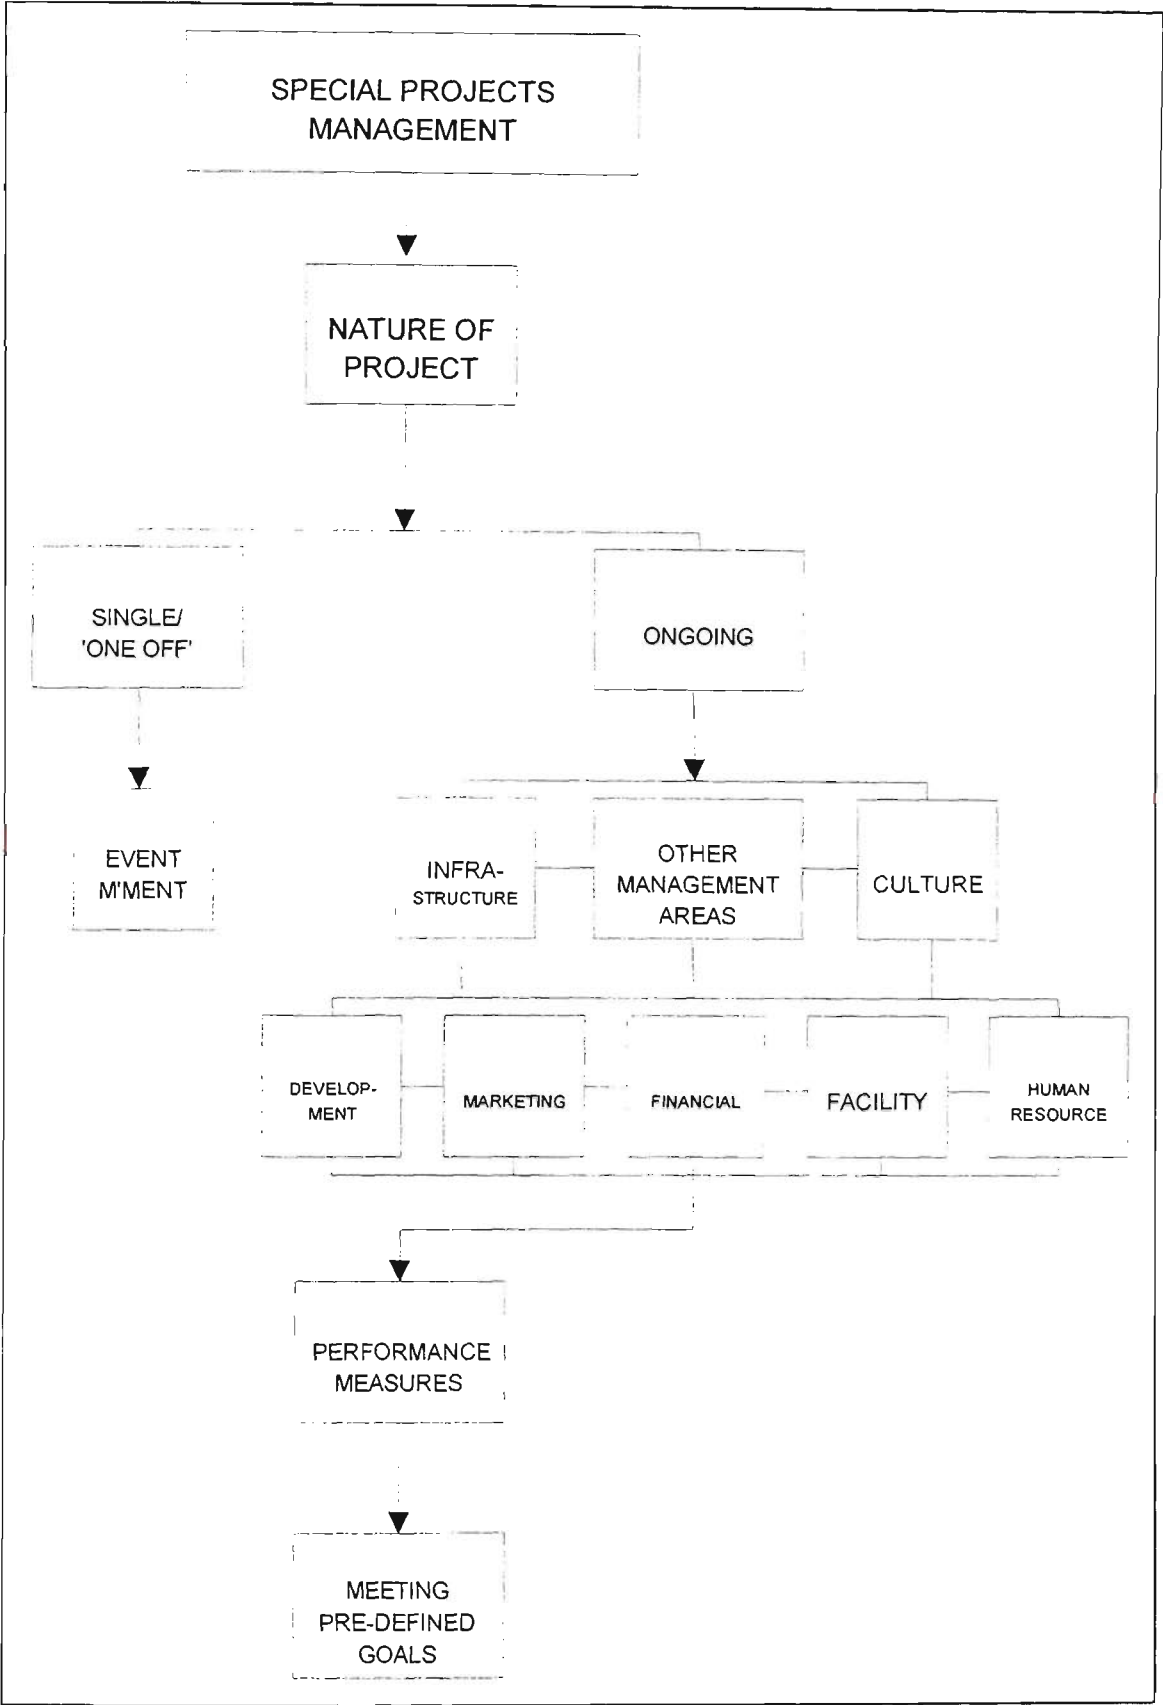 SPECIAL PROJECTS
MANAGEMENT
NATURE OF
PROJECT
SINGLE/
'ONE OFF'
ONGOING
EVENT
M'MENT
INFRA-
STRUCTURE
OTHER
MANAGEMENT
AREAS
CULTURE
DEVELOP-
MENT
MARKETING
FINANCIAL
FACILITY
HUMAN
RESOURCE
PERFORMANCE
MEASURES
MEETING
PRE-DEFINED
GOALS